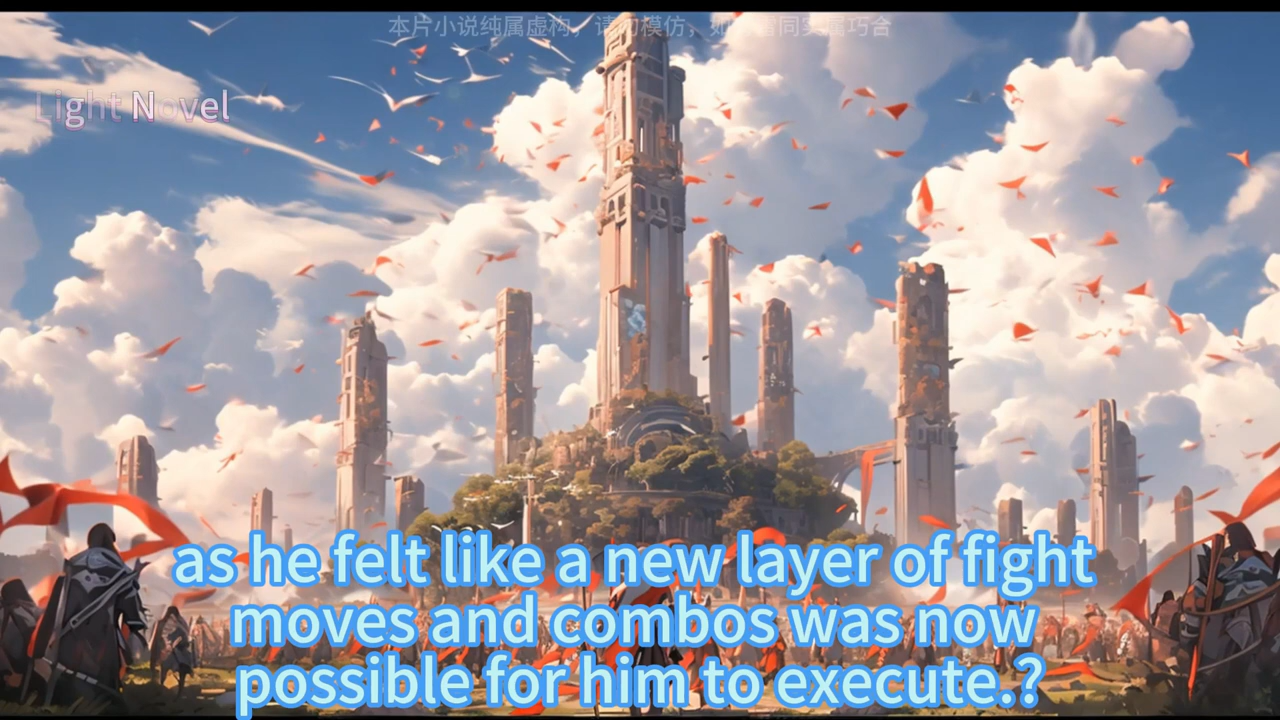 本片小说纯属虚构，请勿模仿，如有雷同实属巧合
Light Novel
as he felt like a new layer of fight
moves and combos was now
possible for him to execute.?